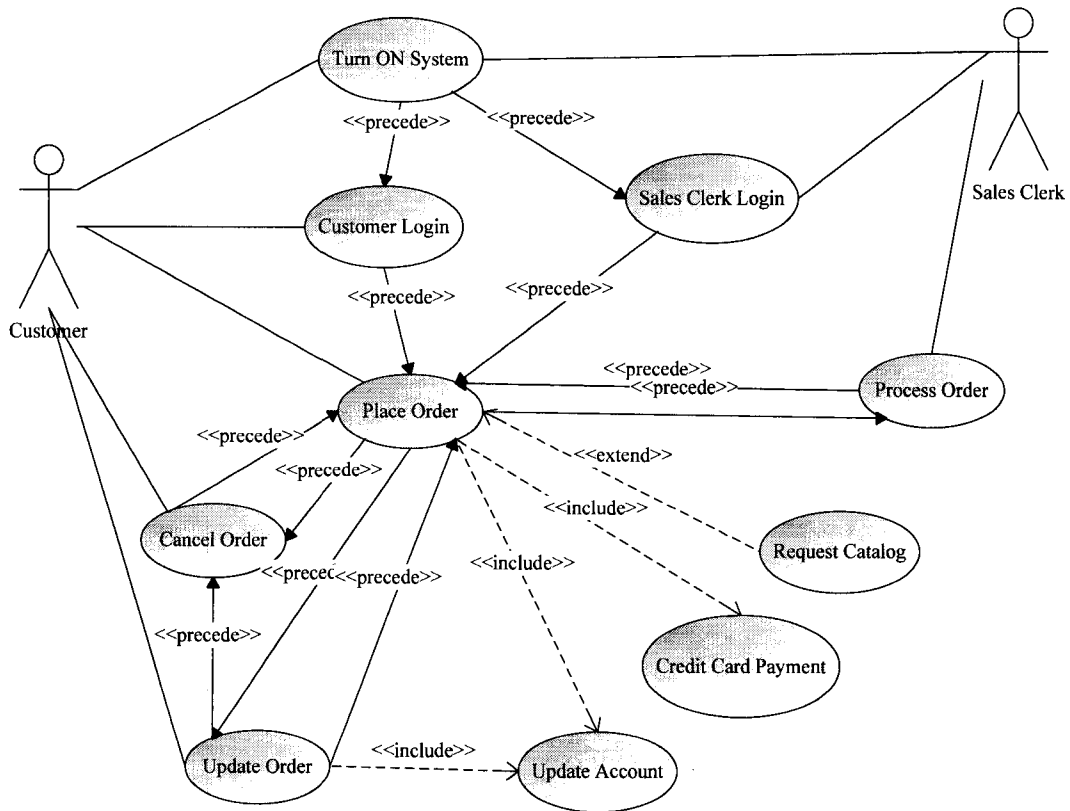 Turn ON System
<<precede>>
<<precede>>
Sales Clerk
Sales Clerk Login
Customer Login
<<precede>>
<<precede>>
Customer
<<precede>>
<<precede>>
Process Order
Place Order
<<precede>>
<<extend>>
<<precede>>
<<include>>
Cancel Order
Request Catalog
<<prece
<<precede>>
<<include>>
<<precede>>
Credit Card Payment
<<include>>
Update Order
Update Account